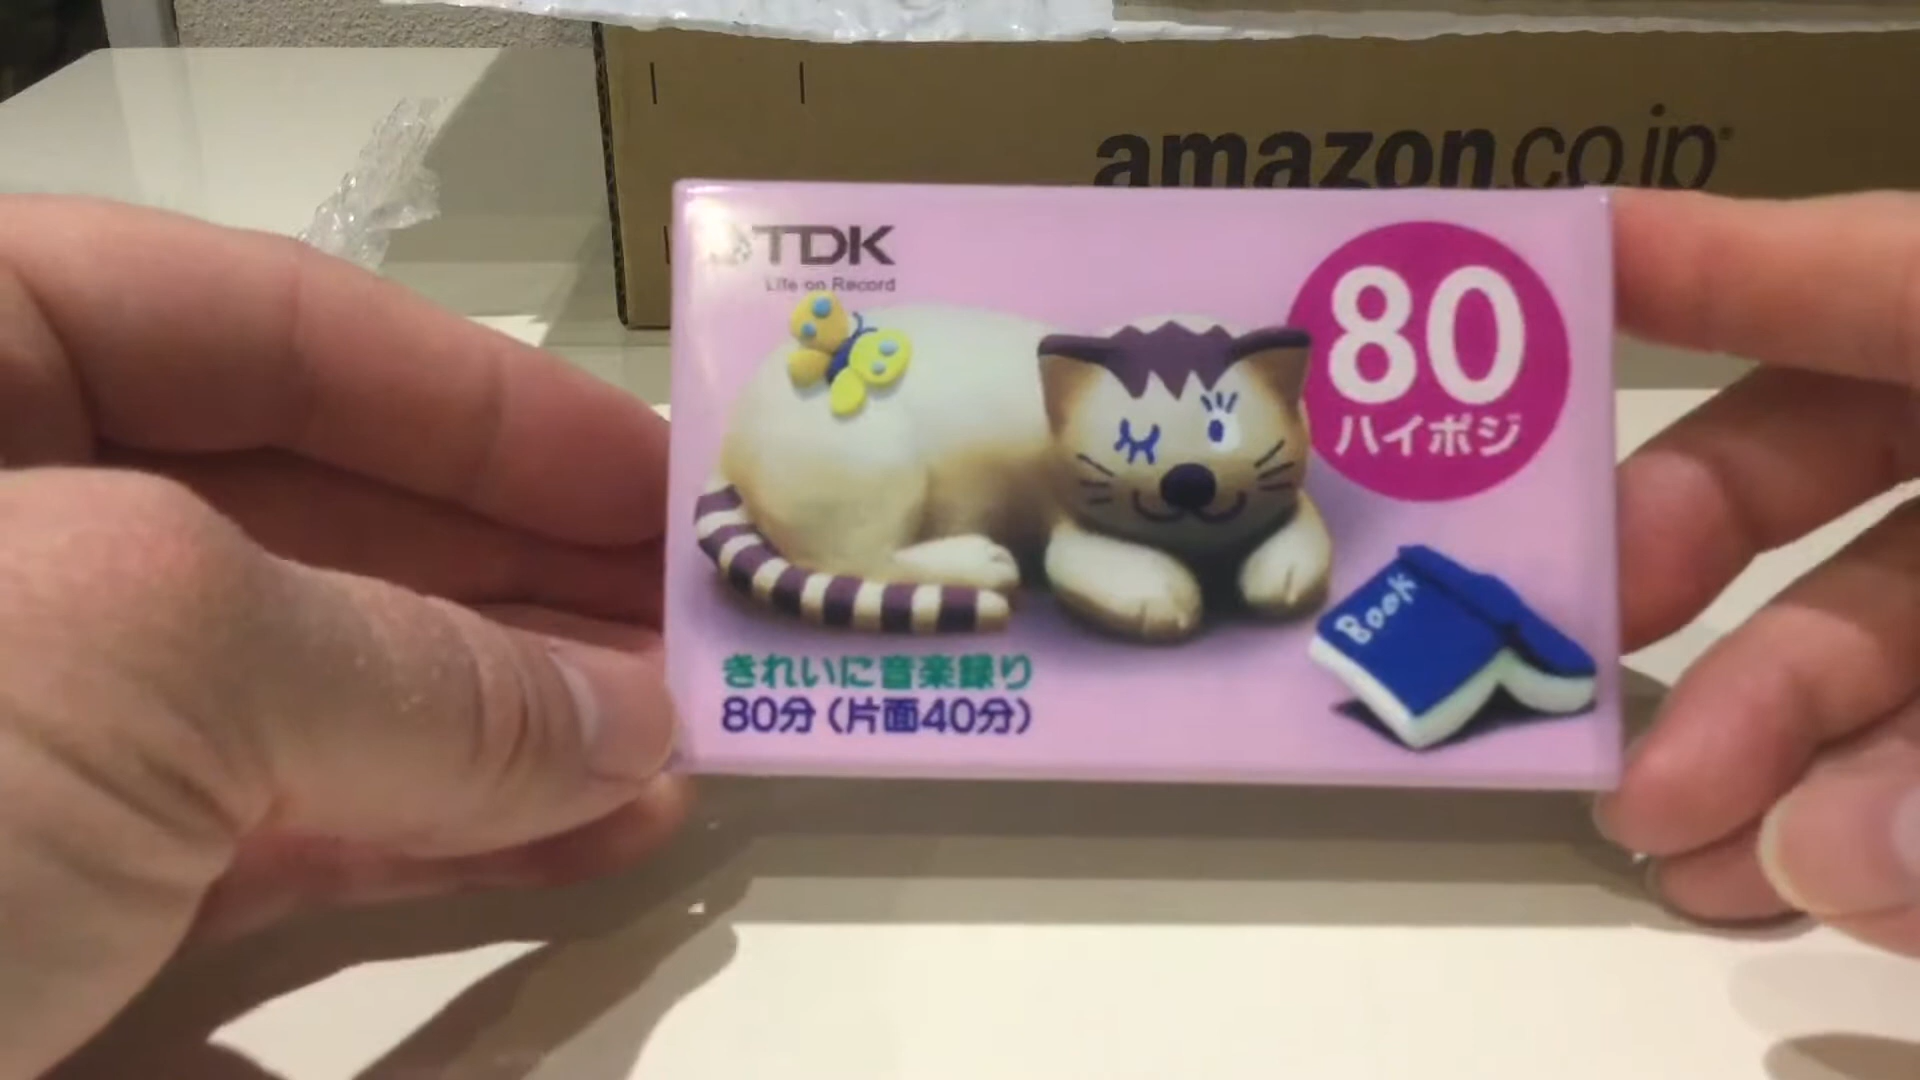 amazon.co.jp
TDK
Life on Record
80
ハイポジ
Book
きれいに音楽録り
80分（片面40分）